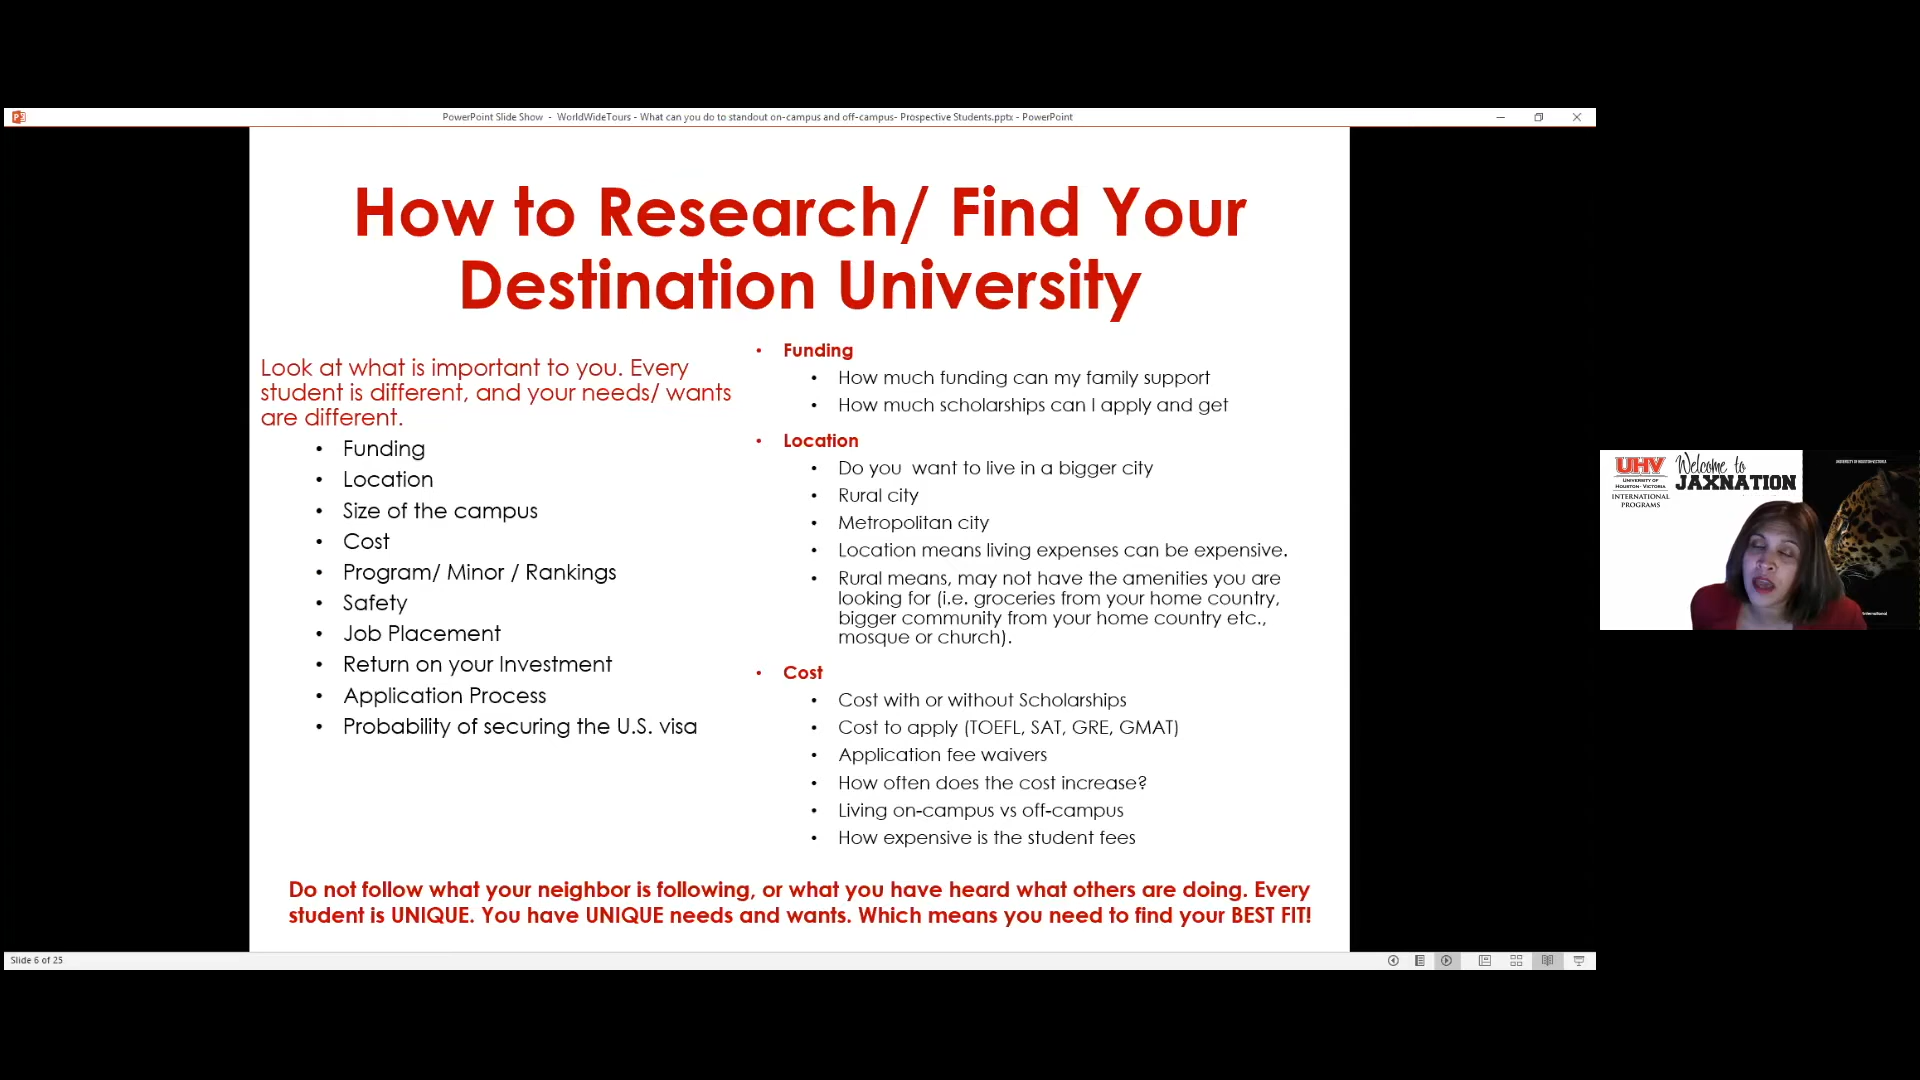 PowerPoint Slide Show - WorldWideTours - What can you do to standout on-campus and off-campus- Prospective Students.pptx - PowerPoint
How to Research/ Find Your
Destination University
Look at what is important to you. Every
student is different, and your needs/ wants
are different.
• Funding
• Location
• Size of the campus
• Cost
• Program/ Minor / Rankings
• Safety
• Job Placement
• Return on your Investment
• Application Process
• Probability of securing the U.S. visa
• Funding
• How much funding can my family support
• How much scholarships can I apply and get
• Location
• Do you  want to live in a bigger city
• Rural city
• Metropolitan city
• Location means living expenses can be expensive.
• Rural means, may not have the amenities you are
looking for (i.e. groceries from your home country,
bigger community from your home country etc.,
mosque or church).
• Cost
• Cost with or without Scholarships
• Cost to apply (TOEFL, SAT, GRE, GMAT)
• Application fee waivers
• How often does the cost increase?
• Living on-campus vs off-campus
• How expensive is the student fees
Do not follow what your neighbor is following, or what you have heard what others are doing. Every
student is UNIQUE. You have UNIQUE needs and wants. Which means you need to find your BEST FIT!
Slide 6 of 25
UHV
UNIVERSITY OF
HOUSTON-VICTORIA
INTERNATIONAL
PROGRAMS
Welcome to
JAXNATION
UNIVERSITY OF HOUSTON-VICTORIA
International